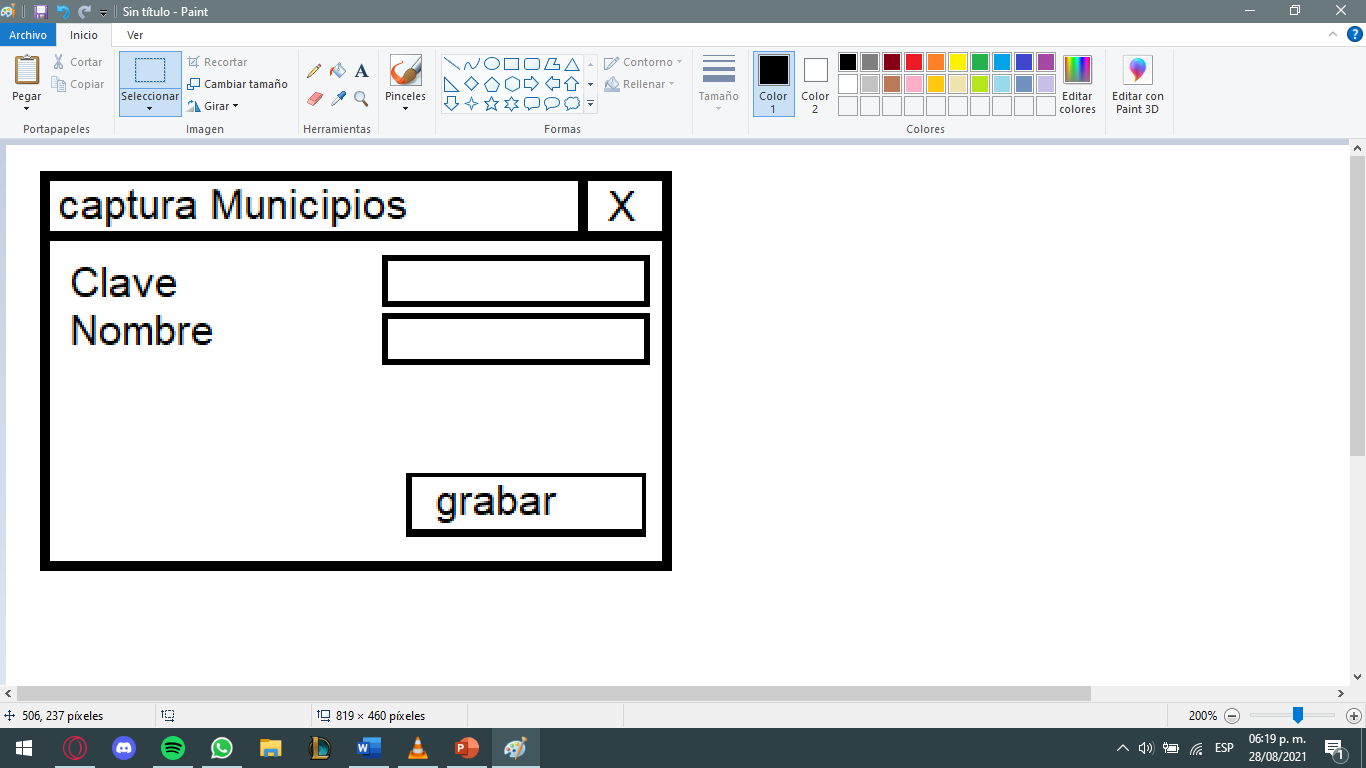 Sin título - Paint
Archivo Inicio Ver
Pegar
Cortar
Copiar
Portapapeles
Seleccionar
Recortar
Cambiar tamaño
Girar
Imagen
A
Herramientas
Pinceles
Contorno
Rellenar
Formas
Tamaño
Color
1
Color
2
Colores
Editar
colores
Editar con
Paint 3D
captura Municipios X
Clave
Nombre
grabar
506, 237 píxeles
819 × 460 píxeles
200%
W
P
ESP
06:19 p. m.
28/08/2021
1